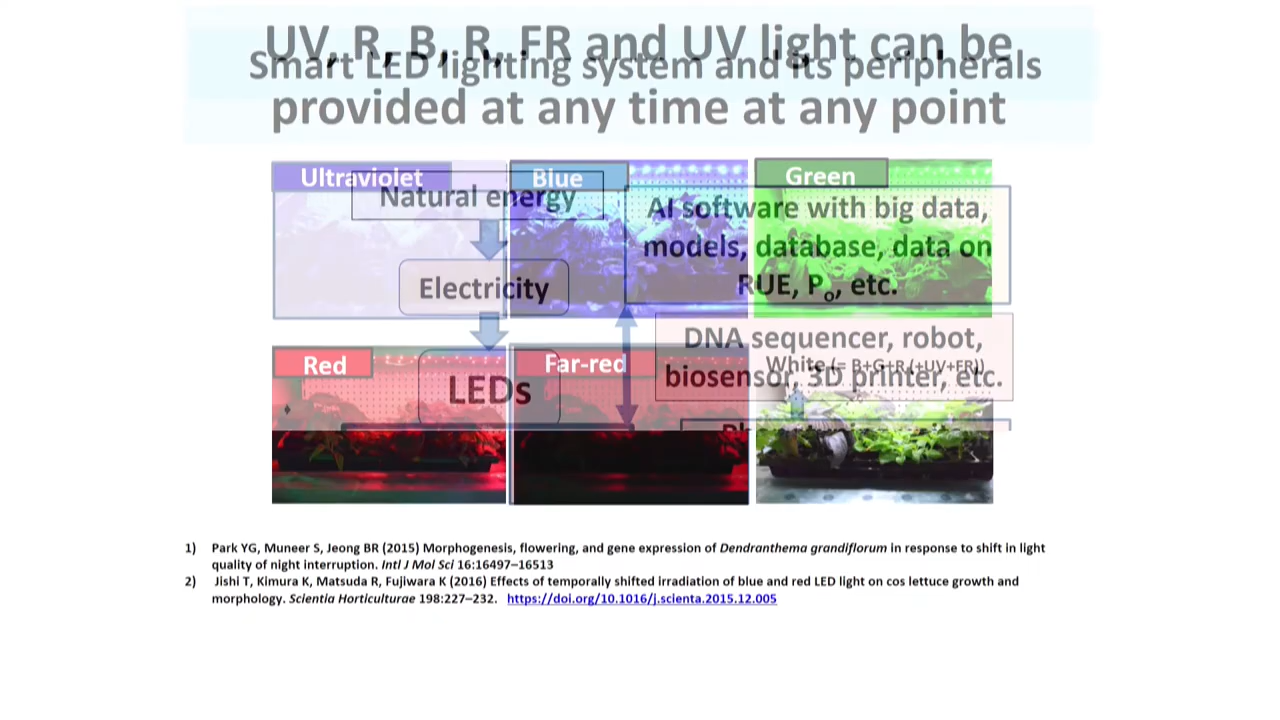 UV, R, B, R, FR and UV light can be
Smart LED lighting system and its peripherals
provided at any time at any point
Ultraviolet
Blue
Green
Natural energy
AI software with big data,
models, database, data on
RUE, Po, etc.
Electricity
DNA sequencer, robot,
biosensor, 3D printer, etc.
Red
Far-red
White (= B+G+R (+UV+FR))
LEDs
1) Park YG, Muneer S, Jeong BR (2015) Morphogenesis, flowering, and gene expression of Dendranthema grandiflorum in response to shift in light
quality of night interruption. Intl J Mol Sci 16:16497–16513
2) Jishi T, Kimura K, Matsuda R, Fujiwara K (2016) Effects of temporally shifted irradiation of blue and red LED light on cos lettuce growth and
morphology. Scientia Horticulturae 198:227–232. https://doi.org/10.1016/j.scienta.2015.12.005